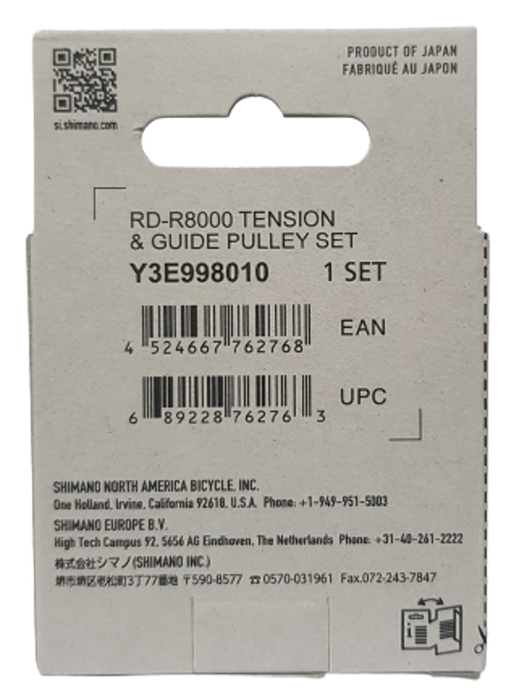 PRODUCT OF JAPAN
FABRIQUÉ AU JAPON
si.shimano.com
RD-R8000 TENSION
& GUIDE PULLEY SET
Y3E998010 1 SET
EAN
4 524667 762768
UPC
6 89228 76276 3
SHIMANO NORTH AMERICA BICYCLE, INC.
One Holland, Irvine, California 92618, U.S.A. Phone: +1-949-951-5003
SHIMANO EUROPE B.V.
High Tech Campus 92, 5656 AG Eindhoven, The Netherlands Phone: +31-40-261-2222
株式会社シマノ(SHIMANO INC.)
堺市堺区老松町3丁77番地 〒590-8577 ☎0570-031961 Fax.072-243-7847